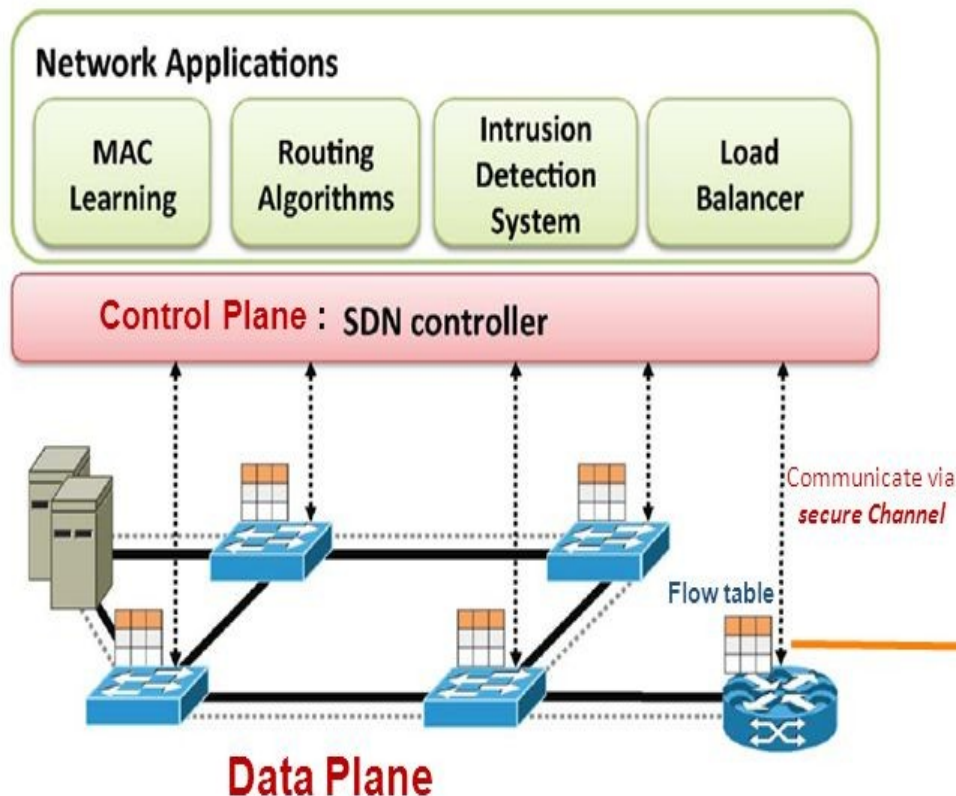 Network Applications
MAC
Learning
Routing
Algorithms
Intrusion
Detection
System
Load
Balancer
Control Plane : SDN controller
Communicate via
secure Channel
Flow table
Data Plane